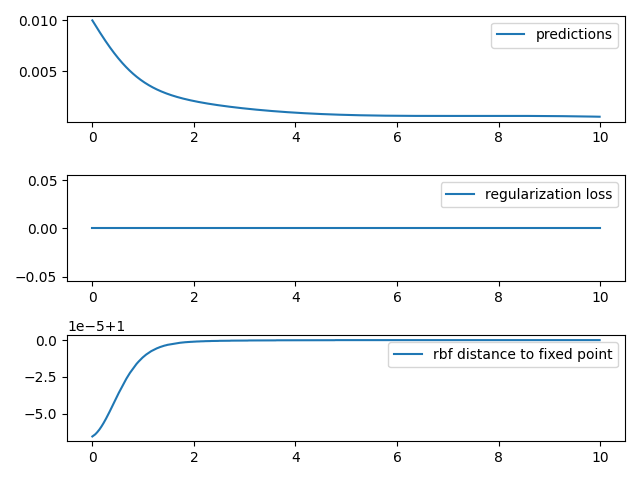 0.010
0.005
predictions
0 2 4 6 8 10
0.05
0.00
−0.05
regularization loss
0 2 4 6 8 10
1e−5+1
0.0
−2.5
−5.0
rbf distance to fixed point
0 2 4 6 8 10